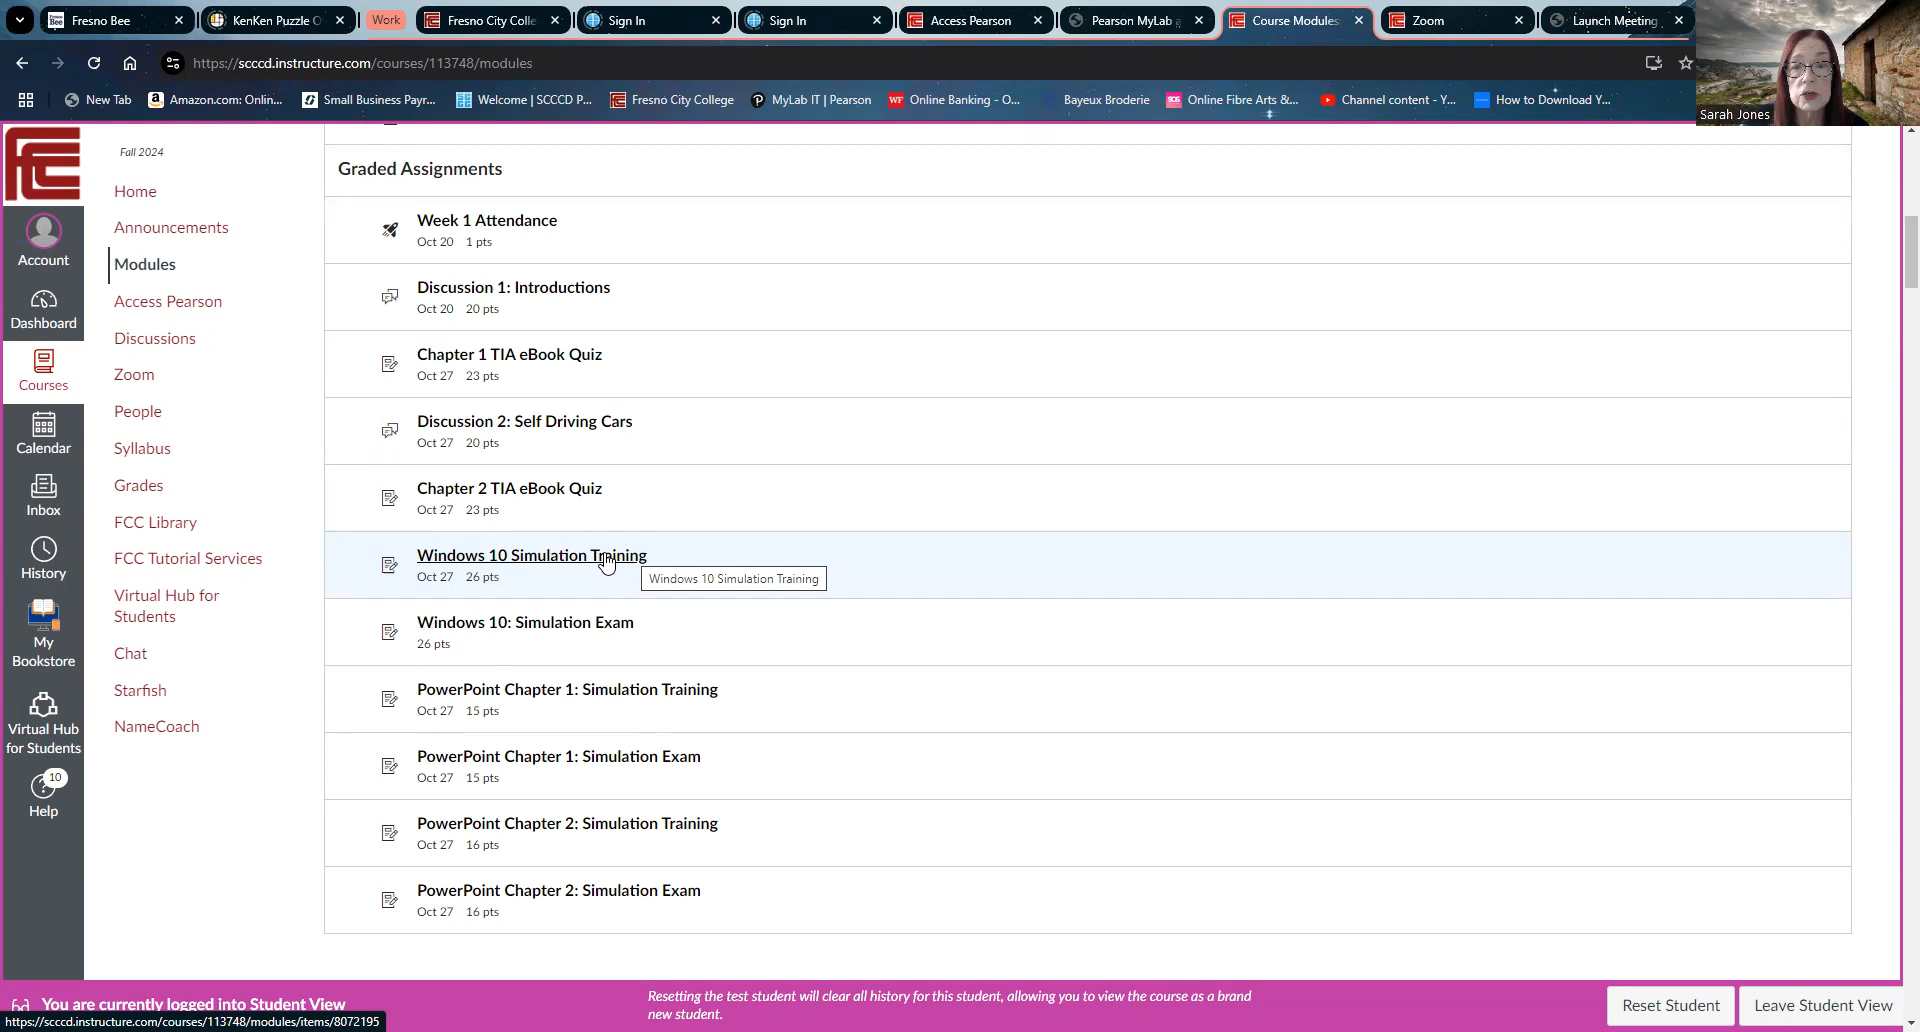 Fresno Bee
KenKen Puzzle O
Work
Fresno City Colle
Sign In
Sign In
Access Pearson
Pearson MyLab a
Course Modules:
Zoom
Launch Meeting
https://scccd.instructure.com/courses/113748/modules
New Tab
Amazon.com: Onlin...
Small Business Payr...
Welcome | SCCCD P...
Fresno City College
MyLab IT | Pearson
WF Online Banking - O...
Bayeux Broderie
SOS Online Fibre Arts &...
Channel content - Y...
How to Download Y...
Sarah Jones
Fall 2024
Home
Announcements
Modules
Access Pearson
Discussions
Zoom
People
Syllabus
Grades
FCC Library
FCC Tutorial Services
Virtual Hub for
Students
Chat
Starfish
NameCoach
Account
Dashboard
Courses
Calendar
Inbox
History
My
Bookstore
Virtual Hub
for Students
10
Help
Graded Assignments
Week 1 Attendance
Oct 20 1 pts
Discussion 1: Introductions
Oct 20 20 pts
Chapter 1 TIA eBook Quiz
Oct 27 23 pts
Discussion 2: Self Driving Cars
Oct 27 20 pts
Chapter 2 TIA eBook Quiz
Oct 27 23 pts
Windows 10 Simulation Training
Oct 27 26 pts
Windows 10 Simulation Training
Windows 10: Simulation Exam
26 pts
PowerPoint Chapter 1: Simulation Training
Oct 27 15 pts
PowerPoint Chapter 1: Simulation Exam
Oct 27 15 pts
PowerPoint Chapter 2: Simulation Training
Oct 27 16 pts
PowerPoint Chapter 2: Simulation Exam
Oct 27 16 pts
You are currently logged into Student View
Resetting the test student will clear all history for this student, allowing you to view the course as a brand
new student.
Reset Student
Leave Student View
https://scccd.instructure.com/courses/113748/modules/items/8072195